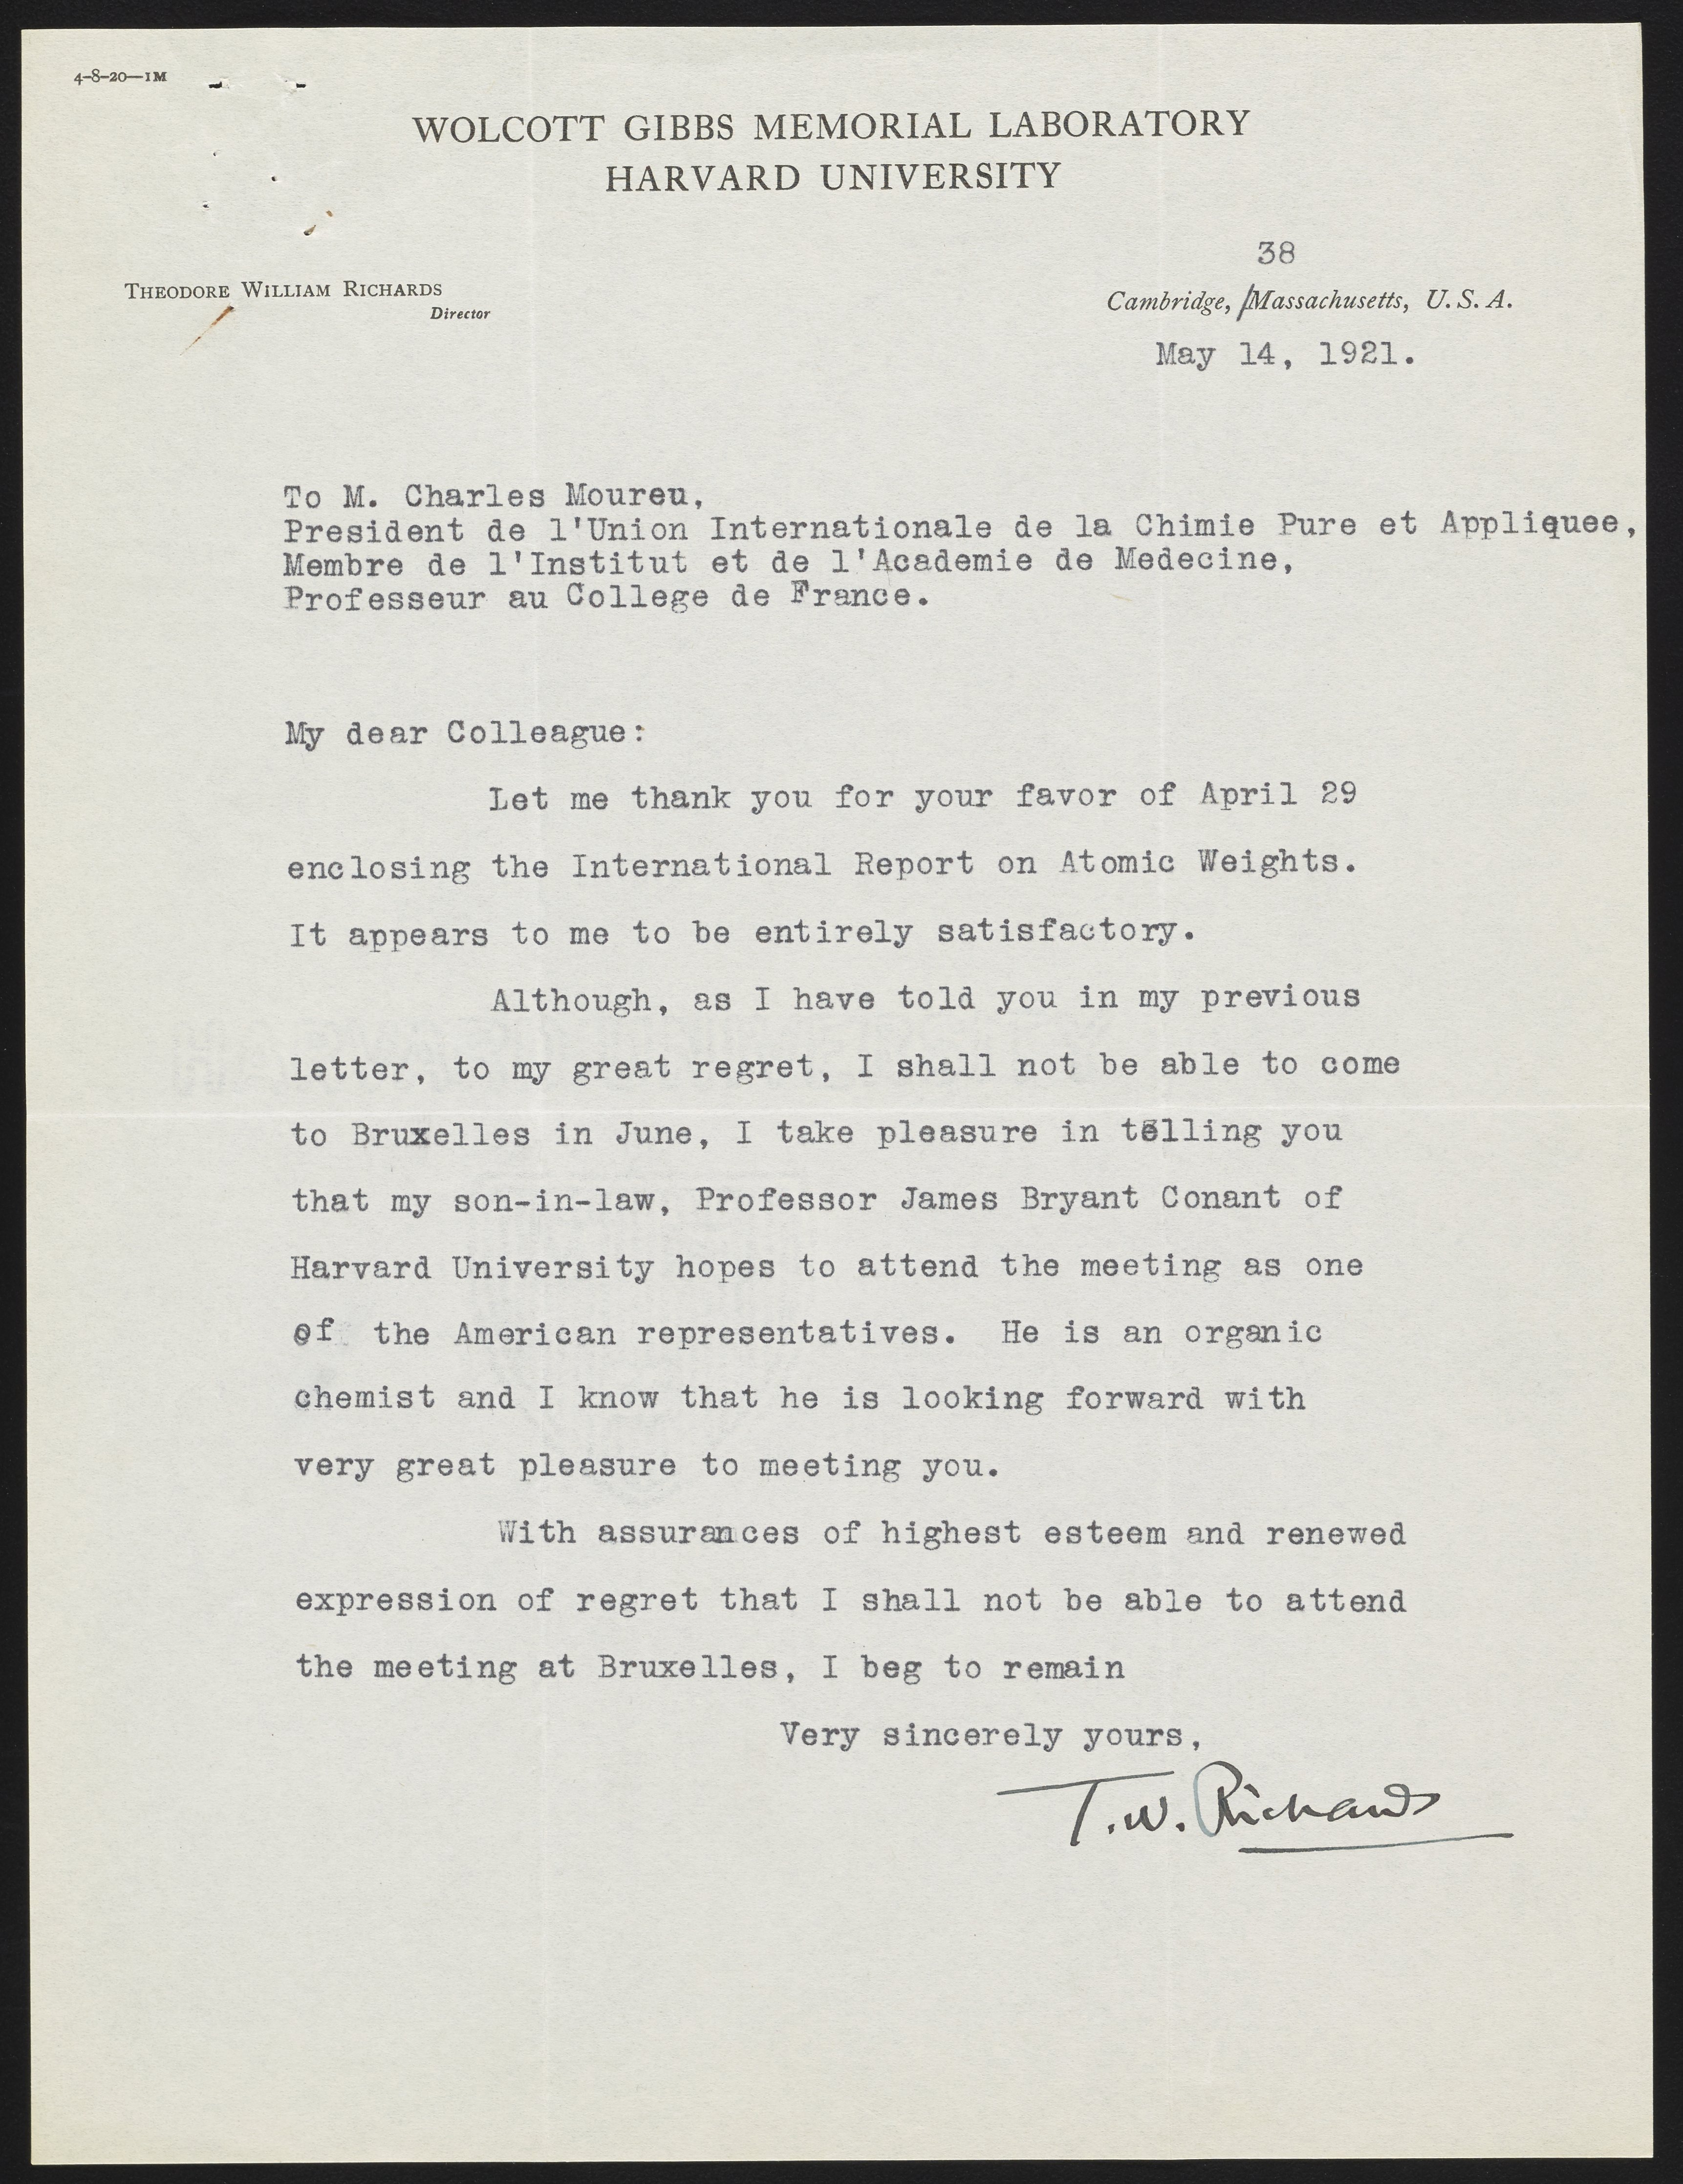 4-8-20—1M
WOLCOTT GIBBS MEMORIAL LABORATORY
HARVARD UNIVERSITY
38
THEODORE WILLIAM RICHARDS
Director
Cambridge, /Massachusetts, U. S. A.
May 14, 1921.
To M. Charles Moureu,
President de l'Union Internationale de la Chimie Pure et Appliquee,
Membre de l'Institut et de l'Academie de Medecine,
Professeur au College de France.
My dear Colleague:
Let me thank you for your favor of April 29
enclosing the International Report on Atomic Weights.
It appears to me to be entirely satisfactory.
Although, as I have told you in my previous
letter, to my great regret, I shall not be able to come
to Bruxelles in June, I take pleasure in telling you
that my son-in-law, Professor James Bryant Conant of
Harvard University hopes to attend the meeting as one
of the American representatives. He is an organic
chemist and I know that he is looking forward with
very great pleasure to meeting you.
With assurances of highest esteem and renewed
expression of regret that I shall not be able to attend
the meeting at Bruxelles, I beg to remain
Very sincerely yours,
T. W. Richards